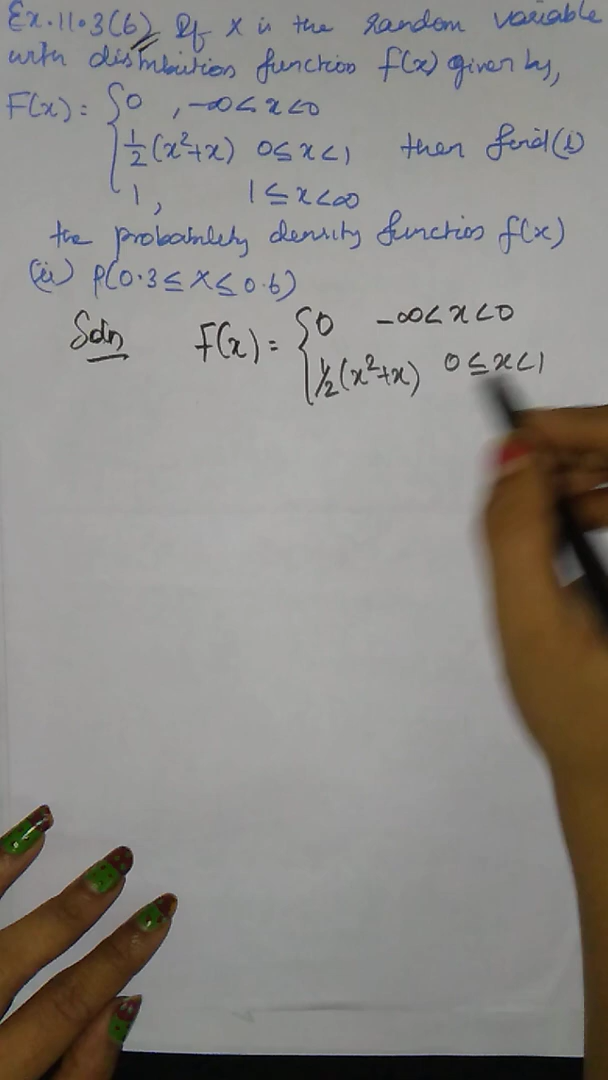 Ex.11.3(6) If X is the random variable
with distribution function f(x) given by,
F(x) = { 0 , -∞ < x < 0
1/2 (x²+x) 0 ≤ x < 1 then find (i)
1, 1 ≤ x < ∞
the probability density function f(x)
(ii) P(0.3 ≤ X ≤ 0.6)
Soln F(x) = { 0 -∞ < x < 0
1/2 (x²+x) 0 ≤ x < 1